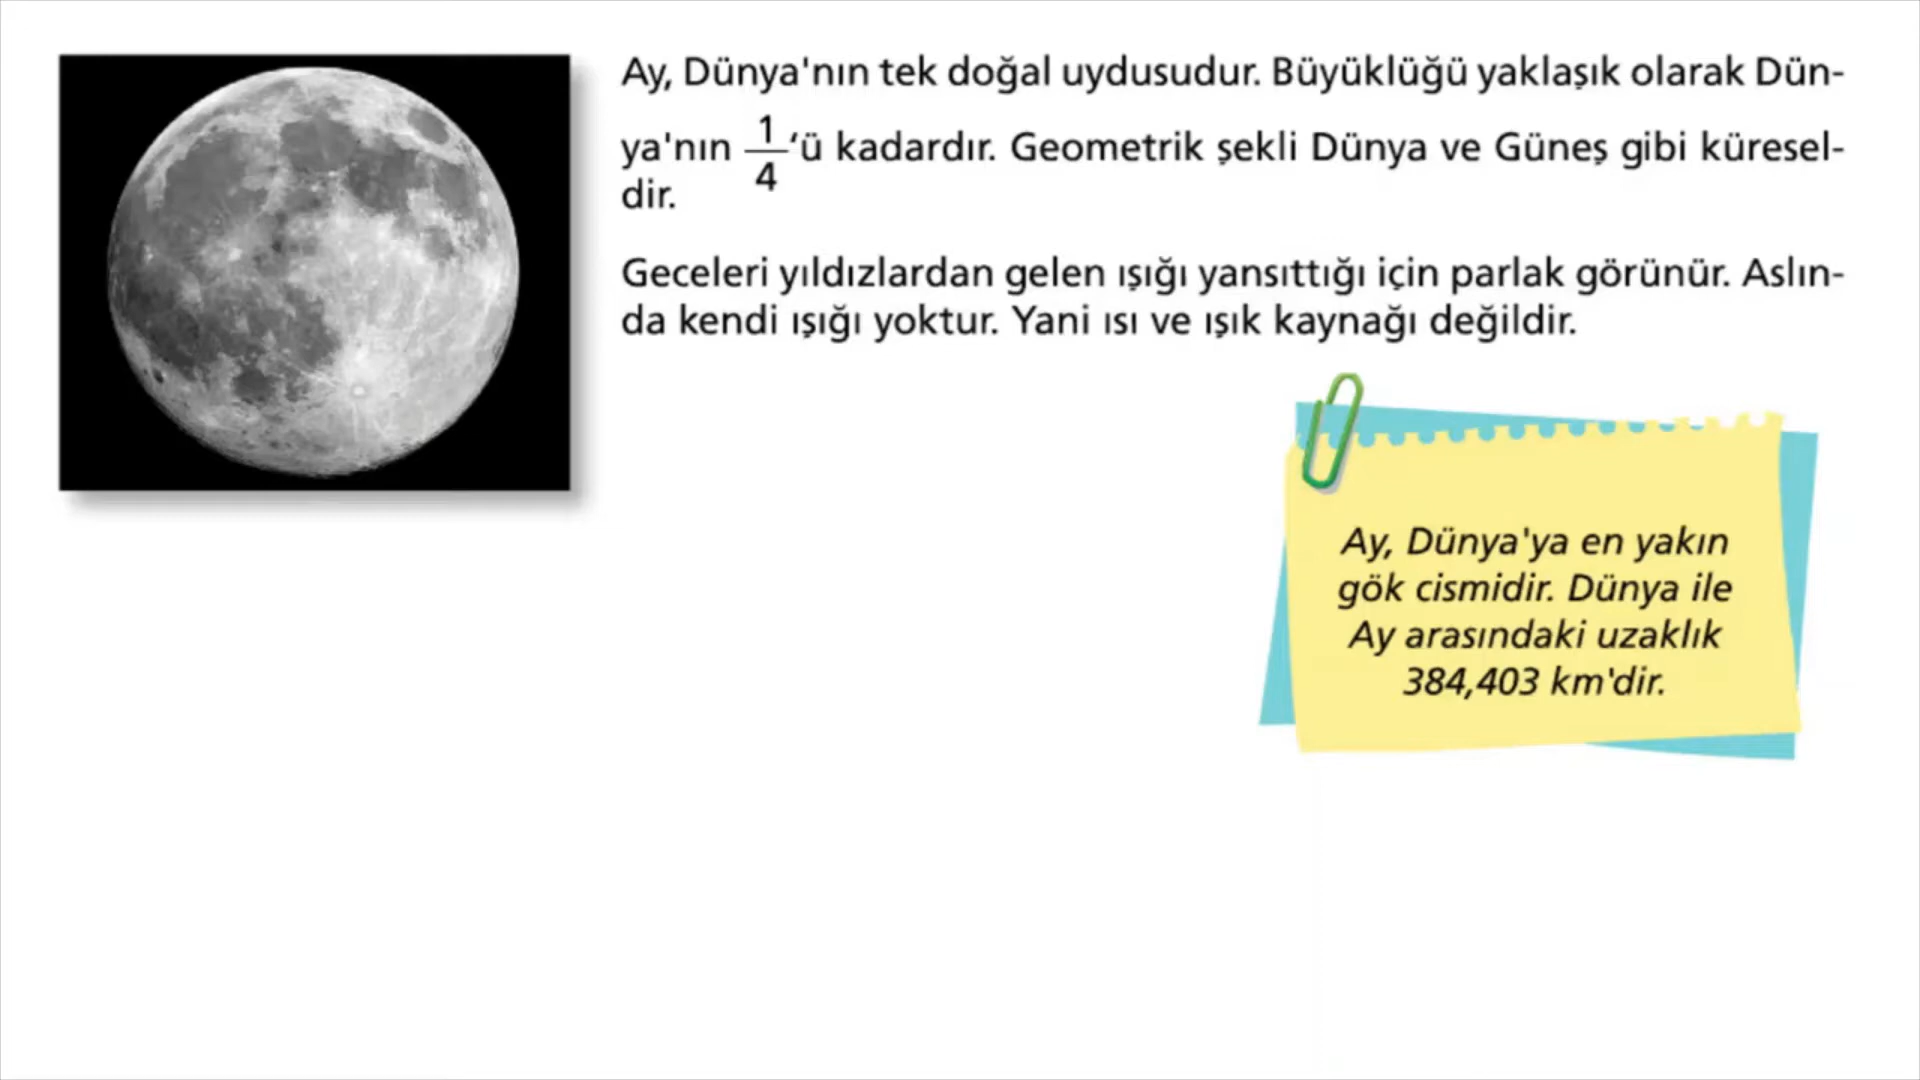 Ay, Dünya'nın tek doğal uydusudur. Büyüklüğü yaklaşık olarak Dün-
ya'nın 1/4‘ü kadardır. Geometrik şekli Dünya ve Güneş gibi küresel-
dir.
Geceleri yıldızlardan gelen ışığı yansıttığı için parlak görünür. Aslın-
da kendi ışığı yoktur. Yani ısı ve ışık kaynağı değildir.
Ay, Dünya'ya en yakın
gök cismidir. Dünya ile
Ay arasındaki uzaklık
384,403 km'dir.